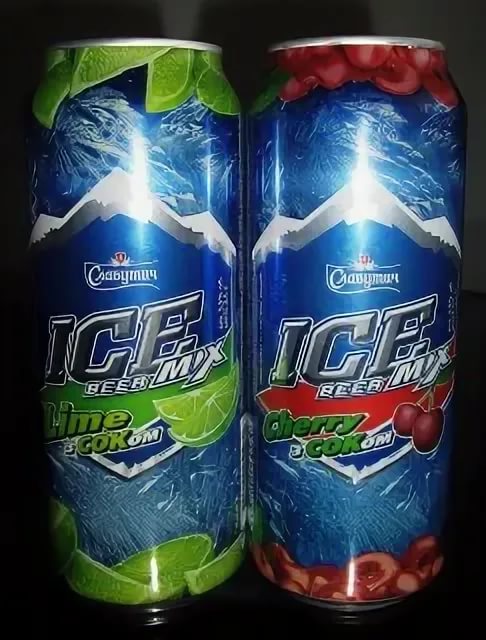 Славутич
ICE
BEER MIX
Lime
з СОКом
Славутич
ICE
BEER MIX
Cherry
з СОКом